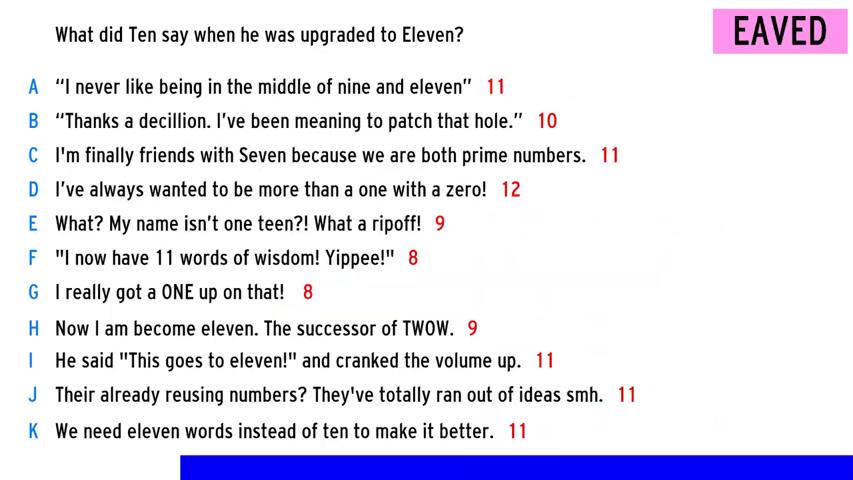 What did Ten say when he was upgraded to Eleven?
EAVED
A “I never like being in the middle of nine and eleven” 11
B “Thanks a decillion. I’ve been meaning to patch that hole.” 10
C I'm finally friends with Seven because we are both prime numbers. 11
D I’ve always wanted to be more than a one with a zero! 12
E What? My name isn’t one teen?! What a ripoff! 9
F "I now have 11 words of wisdom! Yippee!" 8
G I really got a ONE up on that! 8
H Now I am become eleven. The successor of TWOW. 9
I He said "This goes to eleven!" and cranked the volume up. 11
J Their already reusing numbers? They've totally ran out of ideas smh. 11
K We need eleven words instead of ten to make it better. 11